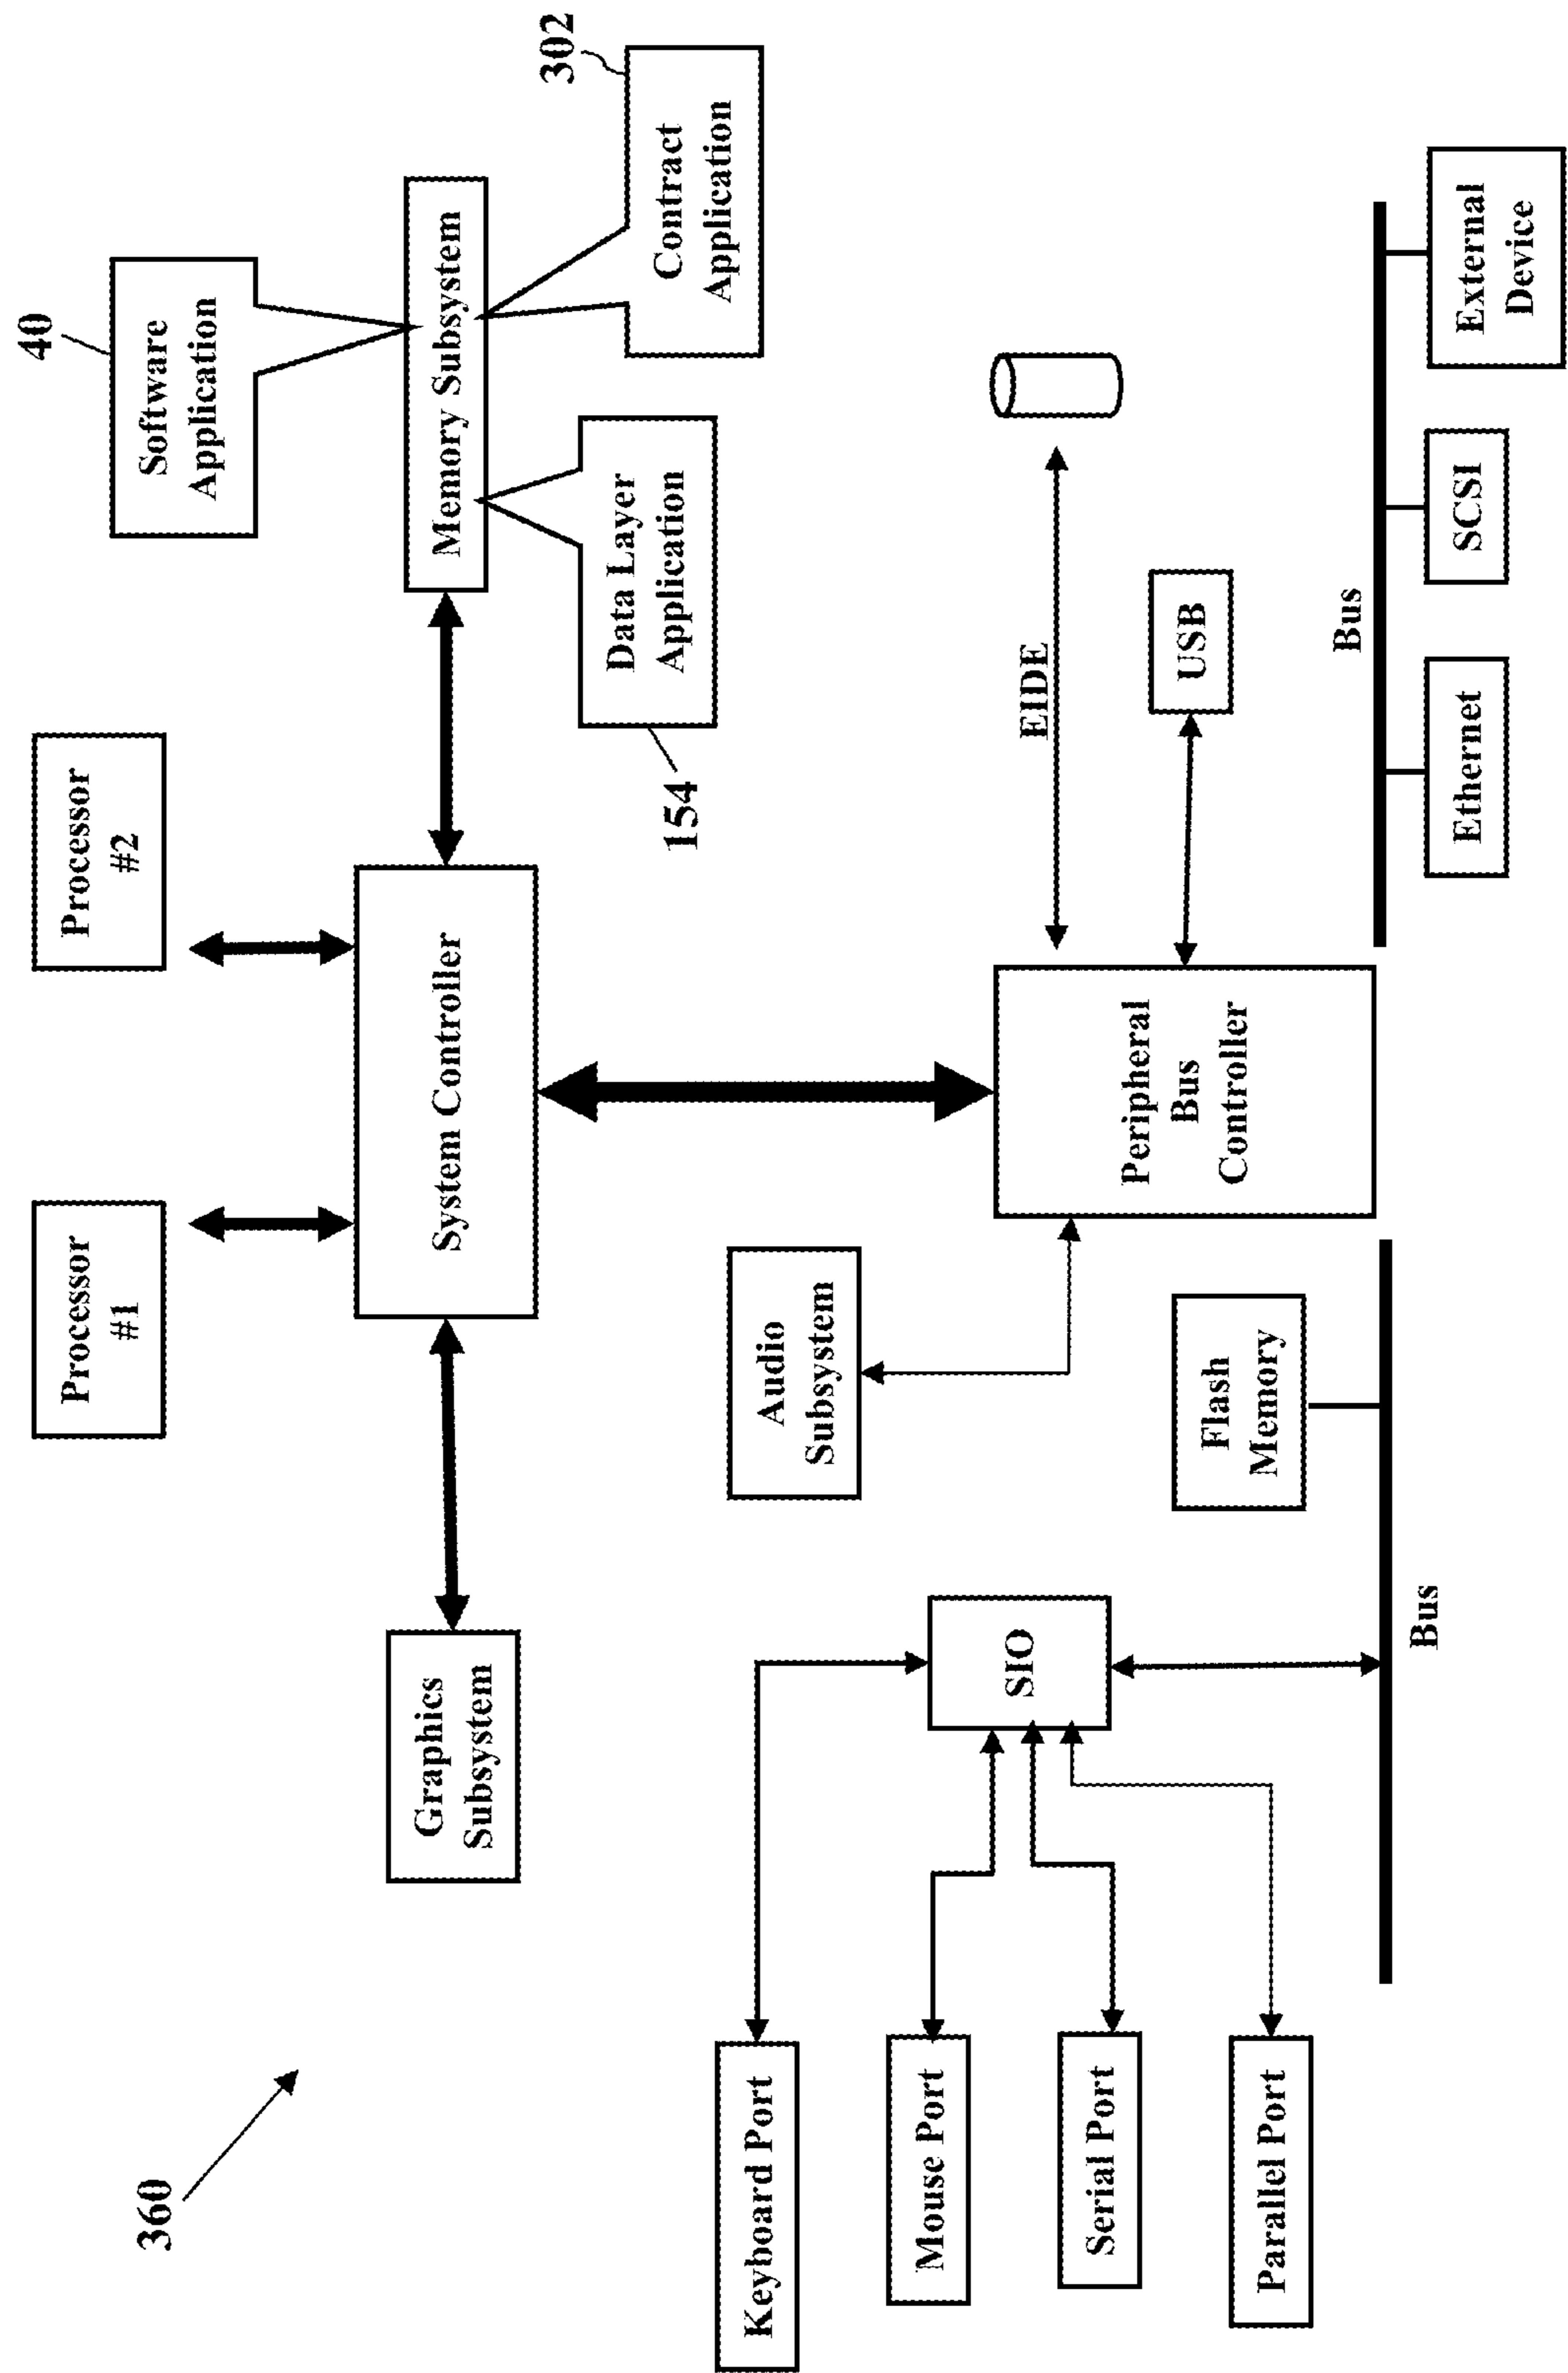 360
Processor
#1
Processor
#2
40
Software
Application
Graphics
Subsystem
System Controller
Memory Subsystem
302
Contract
Application
Data Layer
Application
154
Keyboard Port
Mouse Port
Serial Port
Parallel Port
SIO
Audio
Subsystem
Flash
Memory
Bus
Peripheral
Bus
Controller
EIDE
USB
Bus
Ethernet
SCSI
External
Device